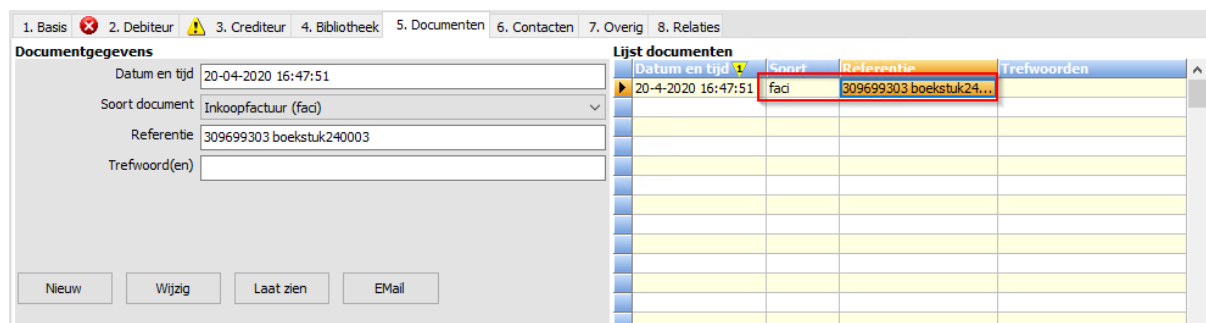 1. Basis 2. Debiteur 3. Crediteur 4. Bibliotheek 5. Documenten 6. Contacten 7. Overig 8. Relaties
Documentgegevens
Datum en tijd 20-04-2020 16:47:51
Soort document Inkoopfactuur (faci)
Referentie 309699303 boekstuk240003
Trefwoord(en)
Nieuw Wijzig Laat zien EMail
Lijst documenten
Datum en tijd 1 Soort Referentie Trefwoorden
20-4-2020 16:47:51 faci 309699303 boekstuk24...